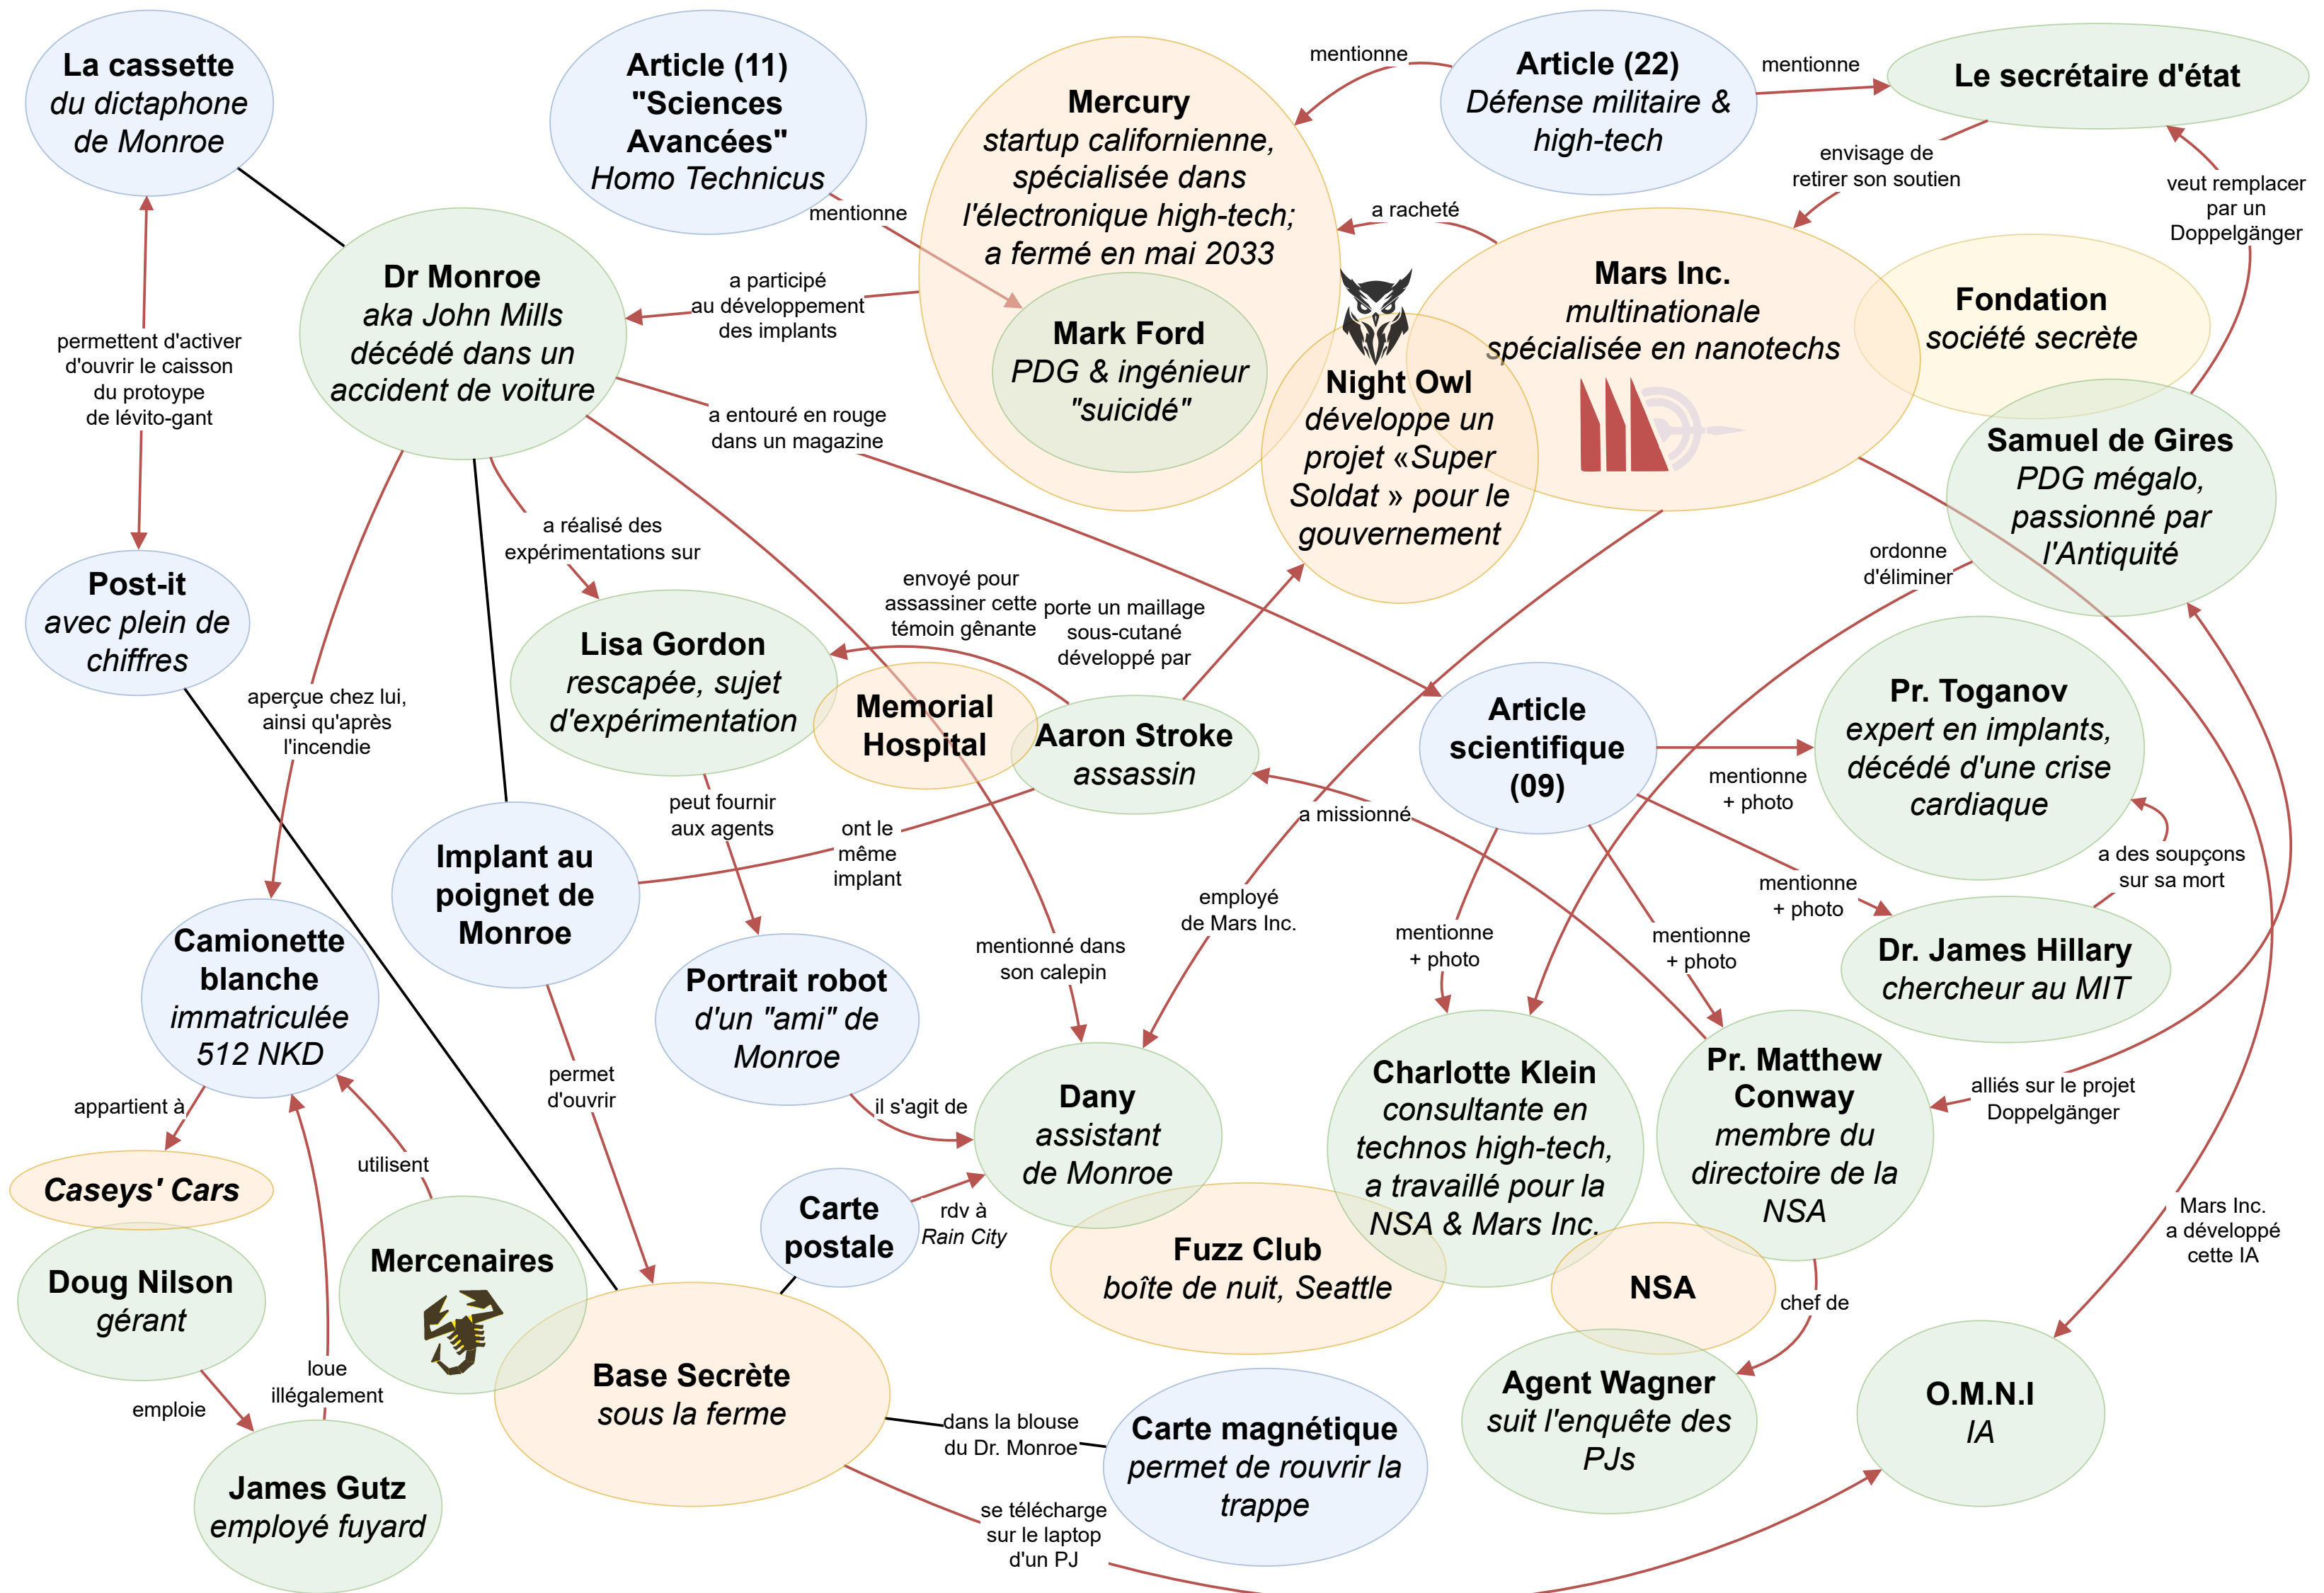 La cassette
du dictaphone
de Monroe
Article (11)
"Sciences
Avancées"
Homo Technicus
Mercury
startup californienne,
spécialisée dans
l'électronique high-tech;
a fermé en mai 2033
mentionne
Article (22)
Défense militaire &
high-tech
mentionne
Le secrétaire d'état
envisage de
retirer son soutien
veut remplacer
par un
Doppelgänger
mentionne
a racheté
Dr Monroe
aka John Mills
décédé dans un
accident de voiture
a participé
au développement
des implants
Mark Ford
PDG & ingénieur
"suicidé"
Mars Inc.
multinationale
spécialisée en nanotechs
Fondation
société secrète
permettent d'activer
d'ouvrir le caisson
du protoype
de lévito-gant
a entouré en rouge
dans un magazine
Night Owl
développe un
projet «Super
Soldat » pour le
gouvernement
Samuel de Gires
PDG mégalo,
passionné par
l'Antiquité
a réalisé des
expérimentations sur
ordonne
d'éliminer
Post-it
avec plein de
chiffres
envoyé pour
assassiner cette
témoin gênante
porte un maillage
sous-cutané
développé par
Lisa Gordon
rescapée, sujet
d'expérimentation
Memorial
Hospital
Aaron Stroke
assassin
Article
scientifique
(09)
Pr. Toganov
expert en implants,
décédé d'une crise
cardiaque
aperçue chez lui,
ainsi qu'après
l'incendie
peut fournir
aux agents
ont le
même
implant
a missionné
mentionne
+ photo
a des soupçons
sur sa mort
Implant au
poignet de
Monroe
employé
de Mars Inc.
mentionne
+ photo
mentionne
+ photo
mentionne
+ photo
Camionette
blanche
immatriculée
512 NKD
Portrait robot
d'un "ami" de
Monroe
mentionné dans
son calepin
Dr. James Hillary
chercheur au MIT
permet
d'ouvrir
Dany
assistant
de Monroe
Charlotte Klein
consultante en
technos high-tech,
a travaillé pour la
NSA & Mars Inc.
Pr. Matthew
Conway
membre du
directoire de la
NSA
alliés sur le projet
Doppelgänger
appartient à
il s'agit de
utilisent
Caseys' Cars
Carte
postale
rdv à
Rain City
Mars Inc.
a développé
cette IA
Doug Nilson
gérant
Mercenaires
Fuzz Club
boîte de nuit, Seattle
NSA
chef de
emploie
loue
illégalement
Base Secrète
sous la ferme
Agent Wagner
suit l'enquête des
PJs
O.M.N.I
IA
dans la blouse
du Dr. Monroe
Carte magnétique
permet de rouvrir la
trappe
James Gutz
employé fuyard
se télécharge
sur le laptop
d'un PJ